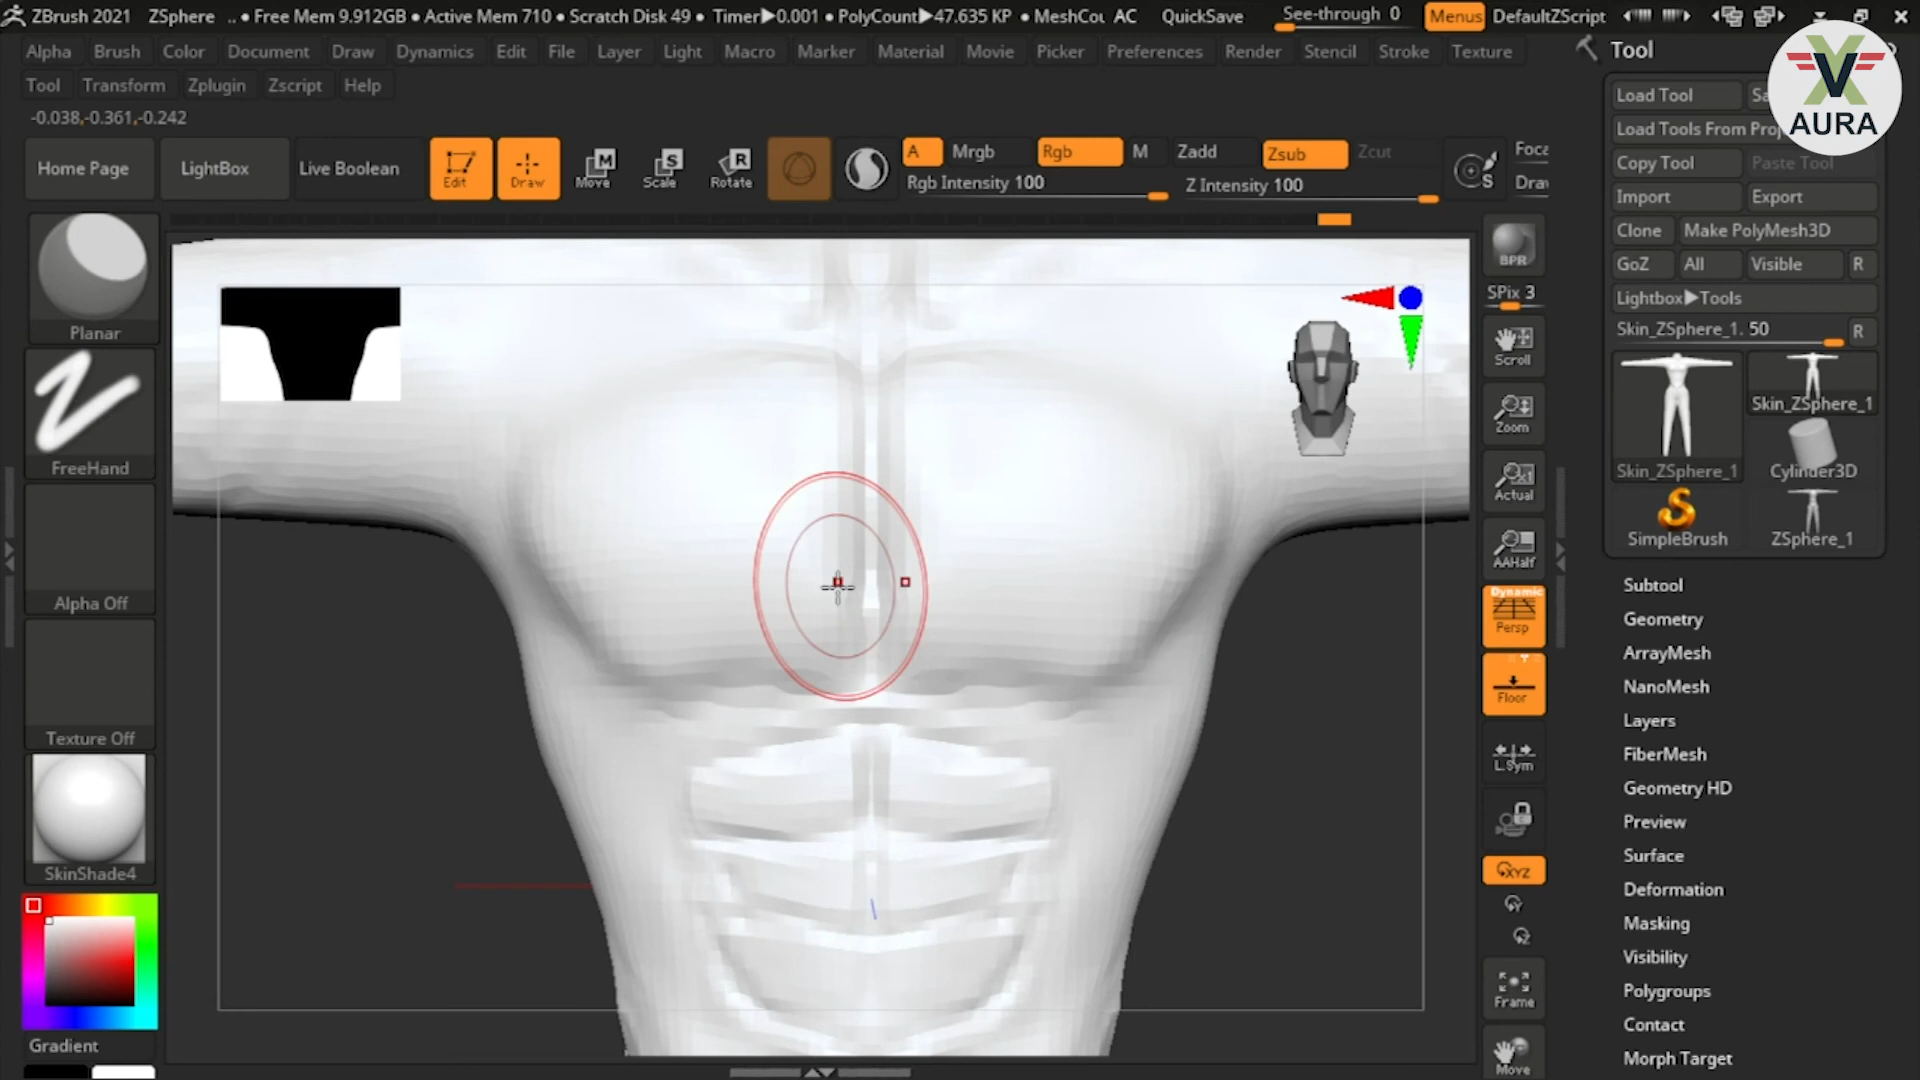 ZBrush 2021 ZSphere .. • Free Mem 9.912GB • Active Mem 710 • Scratch Disk 49 • Timer▶0.001 • PolyCount▶47.635 KP • MeshCou AC QuickSave See-through 0 Menus DefaultZScript
Alpha Brush Color Document Draw Dynamics Edit File Layer Light Macro Marker Material Movie Picker Preferences Render Stencil Stroke Texture
Tool Transform Zplugin Zscript Help
-0.038,-0.361,-0.242
Home Page LightBox Live Boolean Edit Draw Move Scale Rotate
M S R
A Mrgb Rgb M Zadd Zsub Zcut
Rgb Intensity 100 Z Intensity 100
S
Foca
Drav
Planar
FreeHand
Alpha Off
Texture Off
SkinShade4
Gradient
BPR
SPix 3
Scroll
Zoom
Actual
AAHalf
Dynamic
Persp
Floor
L.Sym
XYZ
Y
Z
Frame
Move
Tool
Load Tool Sa
Load Tools From Proj
Copy Tool Paste Tool
Import Export
Clone Make PolyMesh3D
GoZ All Visible R
Lightbox▶Tools
Skin_ZSphere_1. 50 R
Skin_ZSphere_1
Skin_ZSphere_1 Cylinder3D
SimpleBrush ZSphere_1
Subtool
Geometry
ArrayMesh
NanoMesh
Layers
FiberMesh
Geometry HD
Preview
Surface
Deformation
Masking
Visibility
Polygroups
Contact
Morph Target
VX
AURA